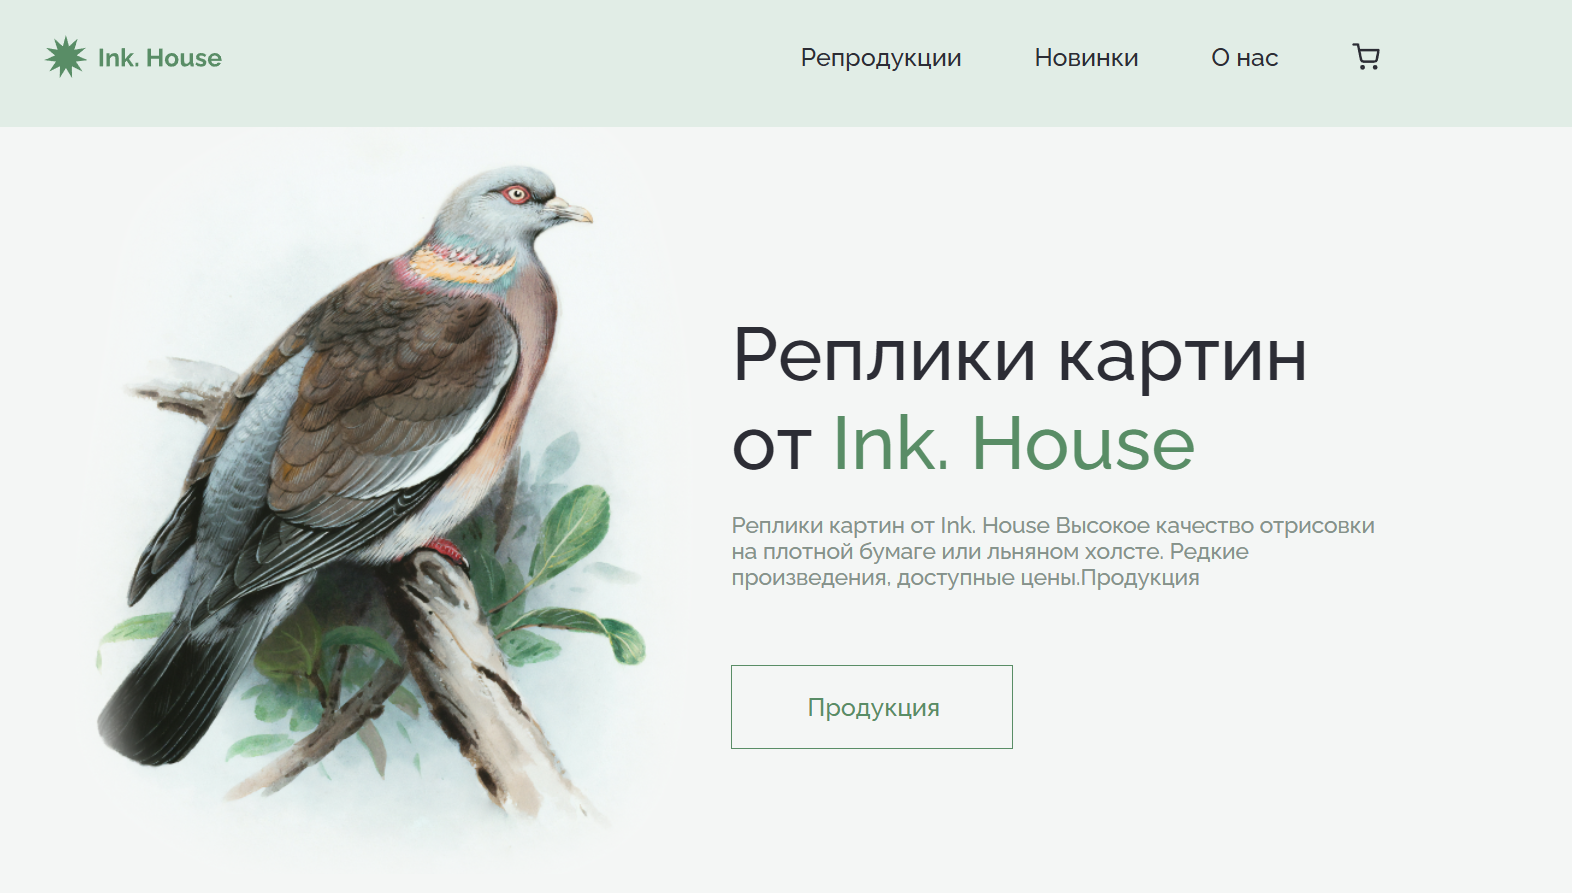 Ink. House
Репродукции
Новинки
О нас
Реплики картин
от Ink. House
Реплики картин от Ink. House Высокое качество отрисовки
на плотной бумаге или льняном холсте. Редкие
произведения, доступные цены.Продукция
Продукция